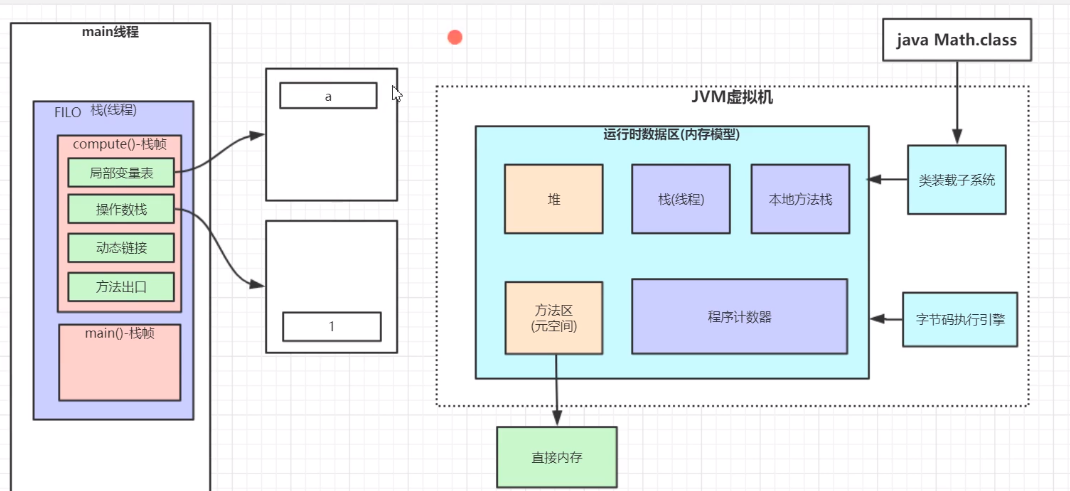 main线程
FILO 栈(线程)
compute()-栈帧
局部变量表
操作数栈
动态链接
方法出口
main()-栈帧
a
1
java Math.class
JVM虚拟机
运行时数据区(内存模型)
堆
栈(线程)
本地方法栈
类装载子系统
方法区
(元空间)
程序计数器
字节码执行引擎
直接内存